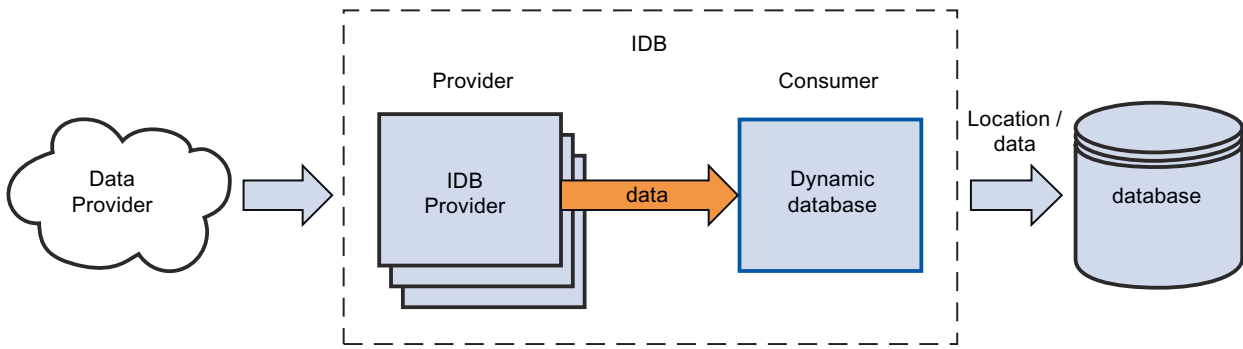 IDB
Provider
Consumer
Data
Provider
IDB
Provider
data
Dynamic
database
Location /
data
database